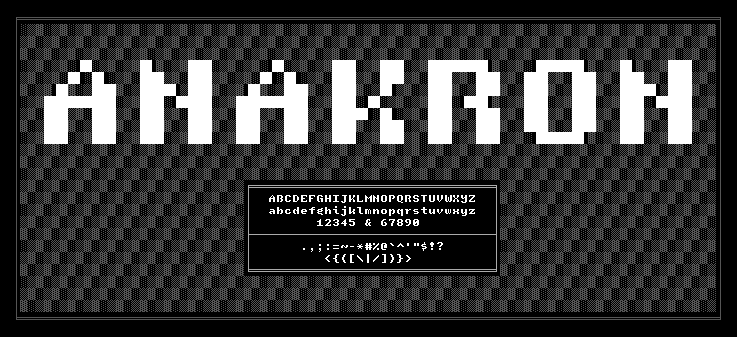 ANAKRON
ABCDEFGHIJKLMNOPQRSTUVWXYZ
abcdefghijklmnopqrstuvwxyz
12345 & 67890
.,;:=~-*#%@`^'"$!?
<{([\|/])}>